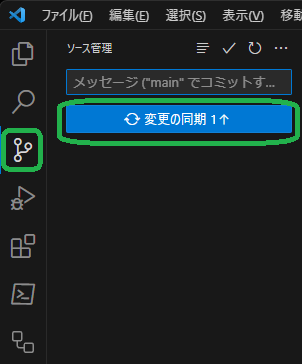 ファイル(F) 編集(E) 選択(S) 表示(V) 移動
ソース管理
メッセージ ("main" でコミットす...
変更の同期 1↑